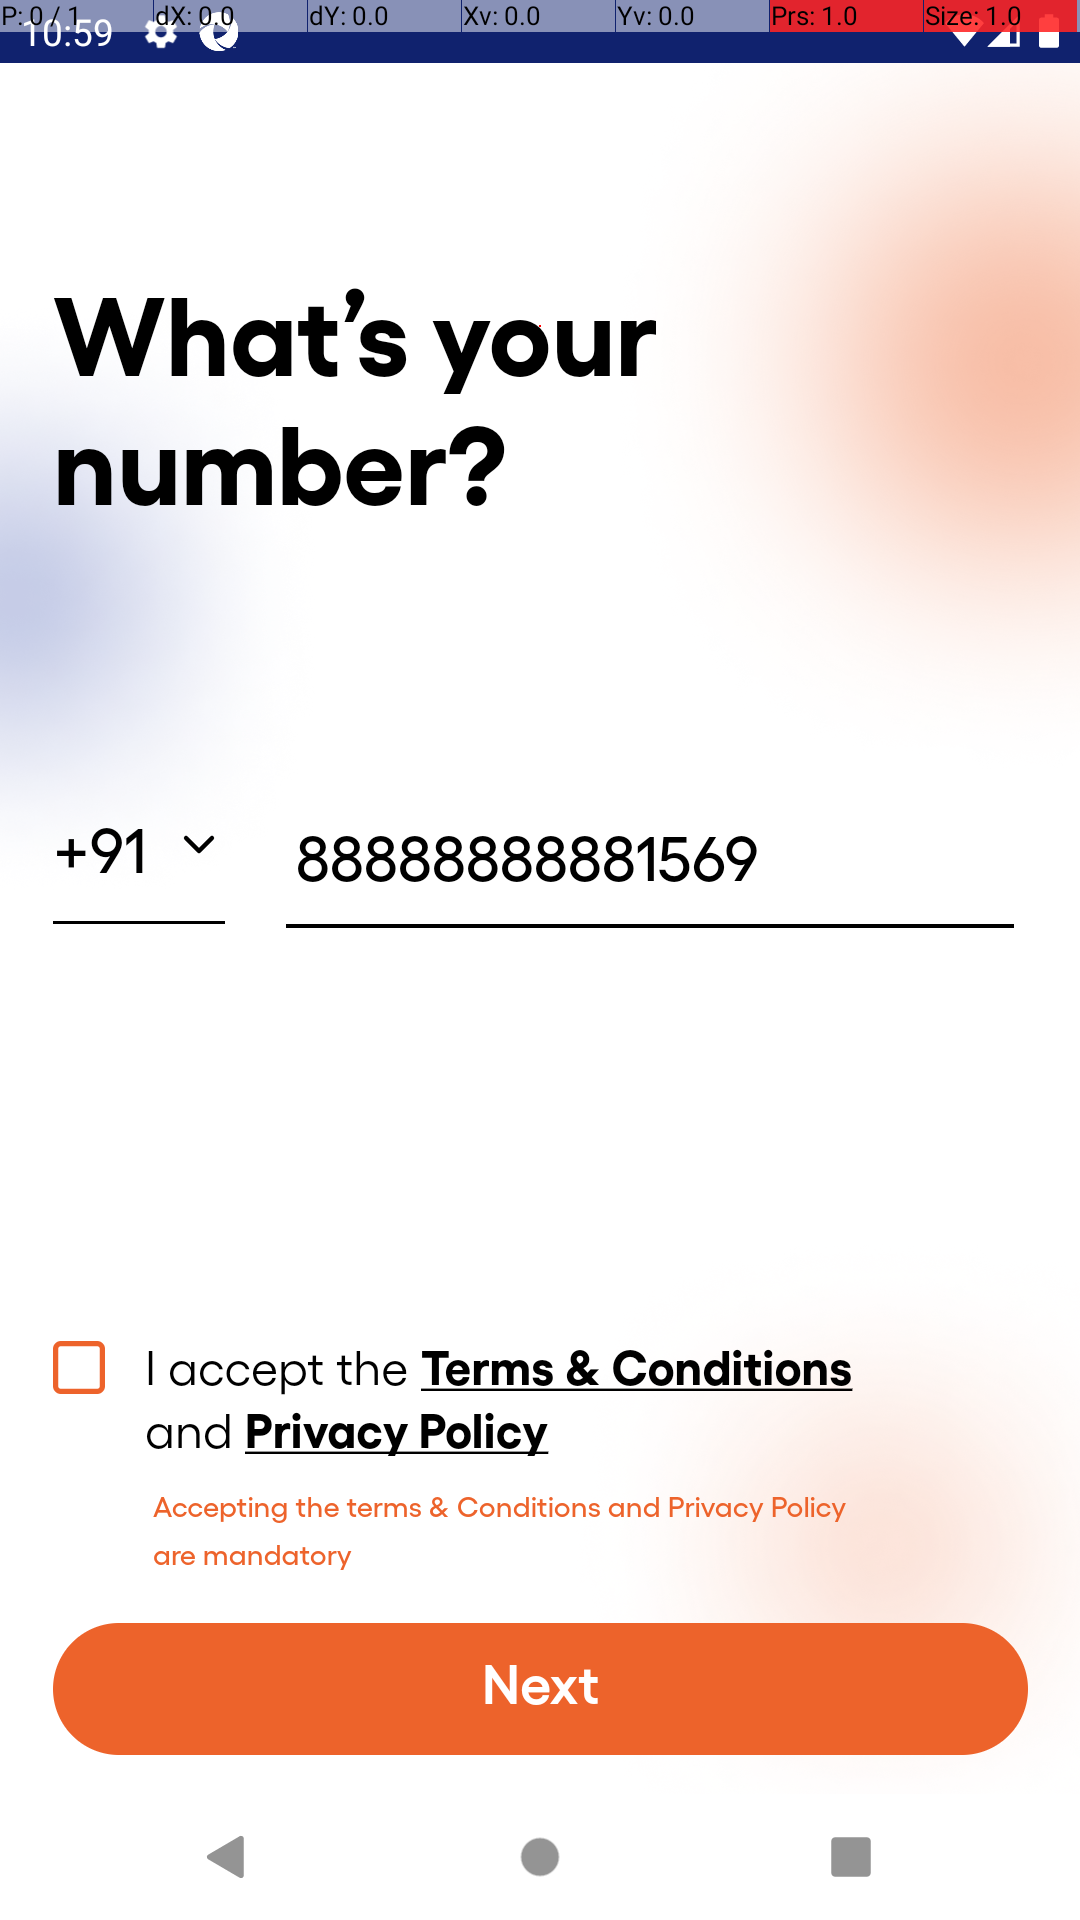 P: 0 / 1 dX: 0.0 dY: 0.0 Xv: 0.0 Yv: 0.0 Prs: 1.0 Size: 1.0
10:59
What’s your
number?
+91 88888888881569
I accept the Terms & Conditions
and Privacy Policy
Accepting the terms & Conditions and Privacy Policy
are mandatory
Next